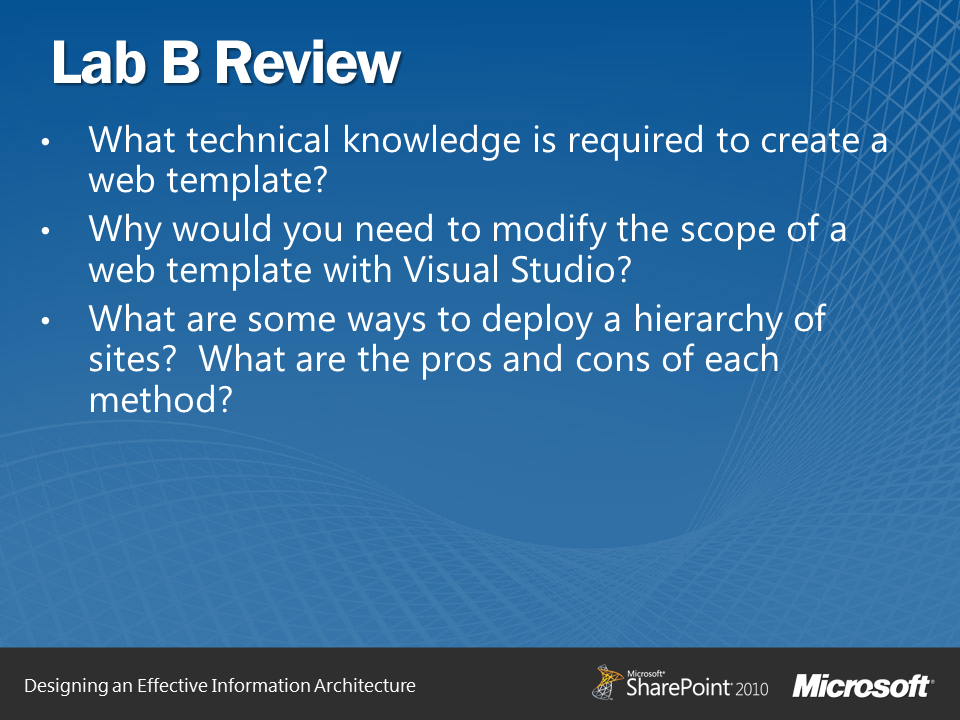 Lab B Review
• What technical knowledge is required to create a
web template?
• Why would you need to modify the scope of a
web template with Visual Studio?
• What are some ways to deploy a hierarchy of
sites?  What are the pros and cons of each
method?
Designing an Effective Information Architecture
Microsoft®
SharePoint® 2010
Microsoft®